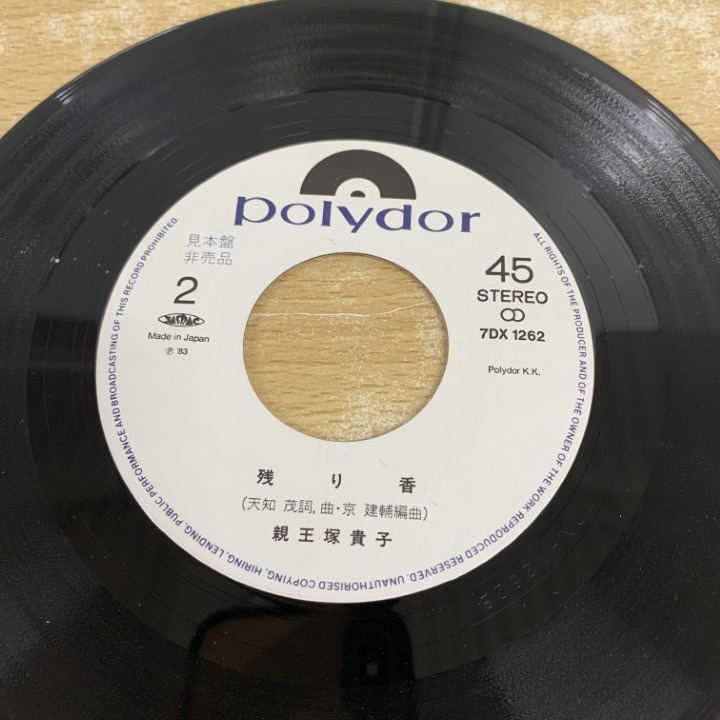 polydor
見本盤
非売品
2
JASRAC
Made in Japan
℗ '83
45
STEREO
7DX 1262
Polydor K.K.
残り香
(天知 茂詞,曲・京 建輔編曲)
親王塚貴子
ALL RIGHTS OF THE PRODUCER AND OF THE OWNER OF THE WORK REPRODUCED RESERVED. UNAUTHORISED COPYING, HIRING, LENDING, PUBLIC PERFORMANCE AND BROADCASTING OF THIS RECORD PROHIBITED.